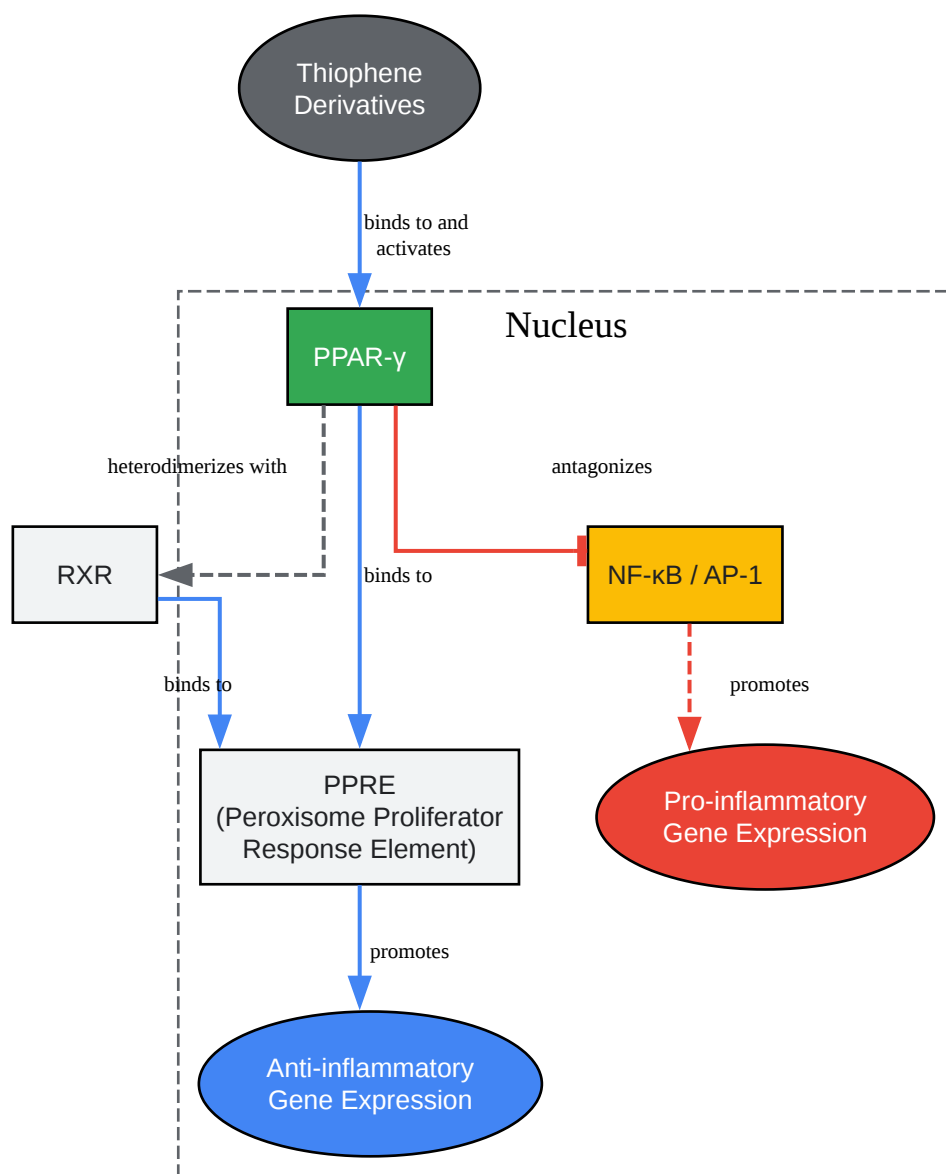 Thiophene
Derivatives
binds to and
activates
Nucleus
PPAR-γ
heterodimerizes with
antagonizes
RXR
binds to
NF-κB / AP-1
binds to
promotes
PPRE
(Peroxisome Proliferator
Response Element)
Pro-inflammatory
Gene Expression
promotes
Anti-inflammatory
Gene Expression